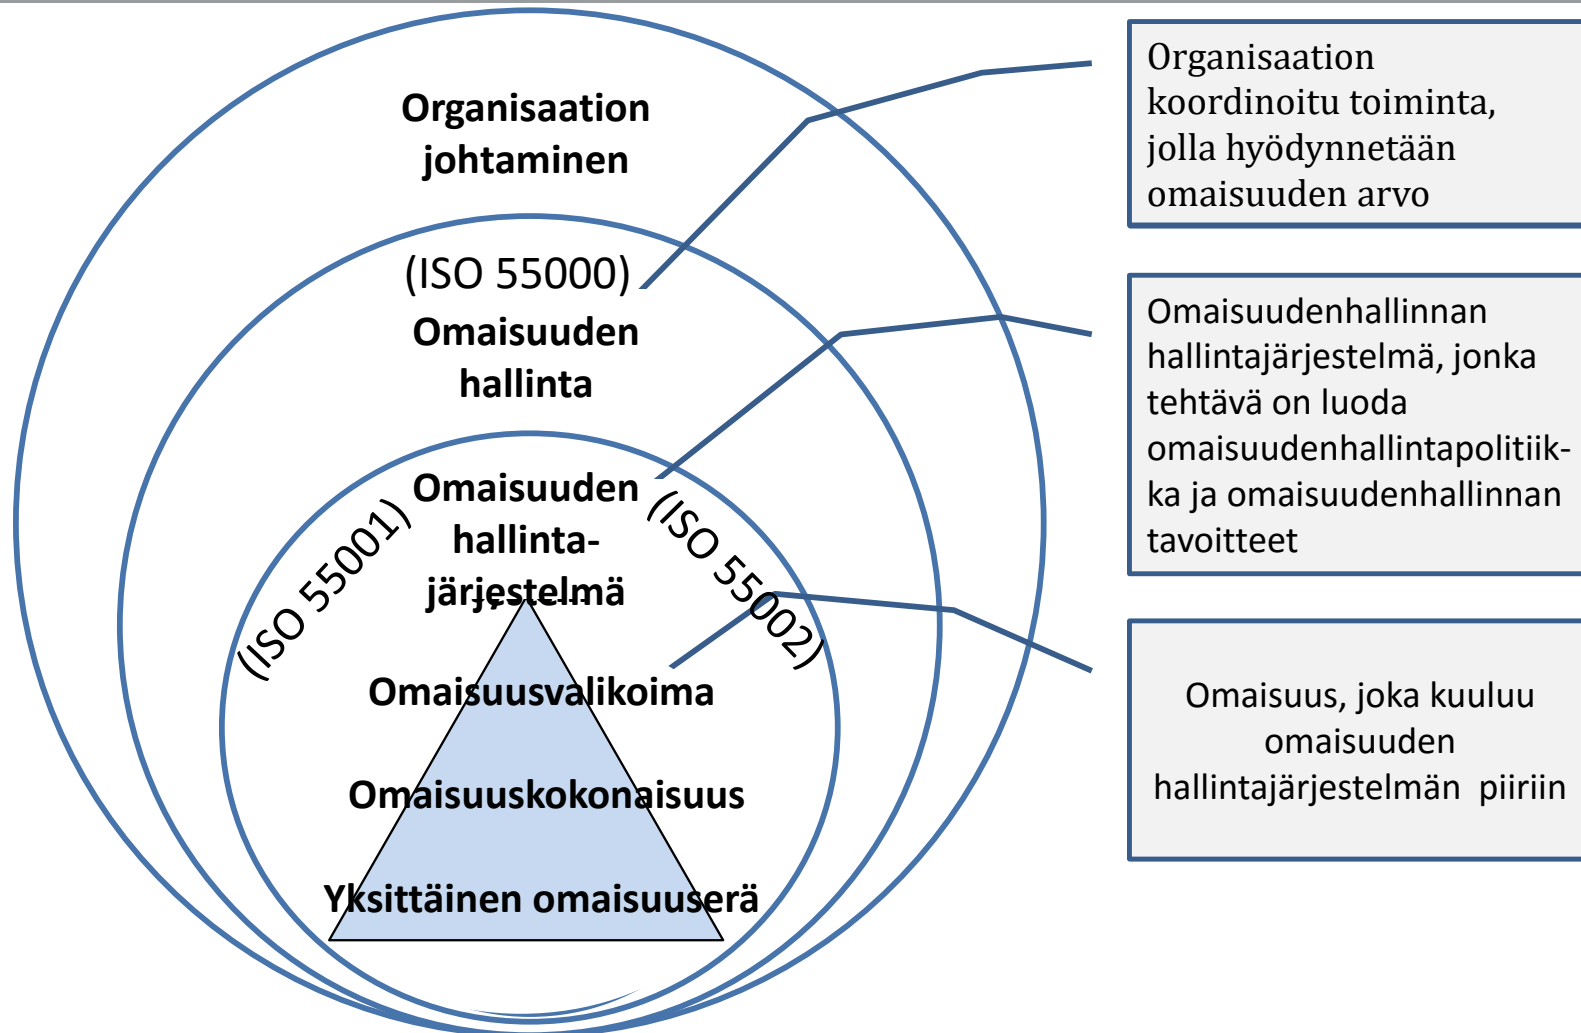 Organisaation
johtaminen
(ISO 55000)
Omaisuuden
hallinta
Omaisuuden
hallinta-
järjestelmä
(ISO 55001)
(ISO 55002)
Omaisuusvalikoima
Omaisuuskokonaisuus
Yksittäinen omaisuuserä
Organisaation
koordinoitu toiminta,
jolla hyödynnetään
omaisuuden arvo
Omaisuudenhallinnan
hallintajärjestelmä, jonka
tehtävä on luoda
omaisuudenhallintapolitiik-
ka ja omaisuudenhallinnan
tavoitteet
Omaisuus, joka kuuluu
omaisuuden
hallintajärjestelmän piiriin